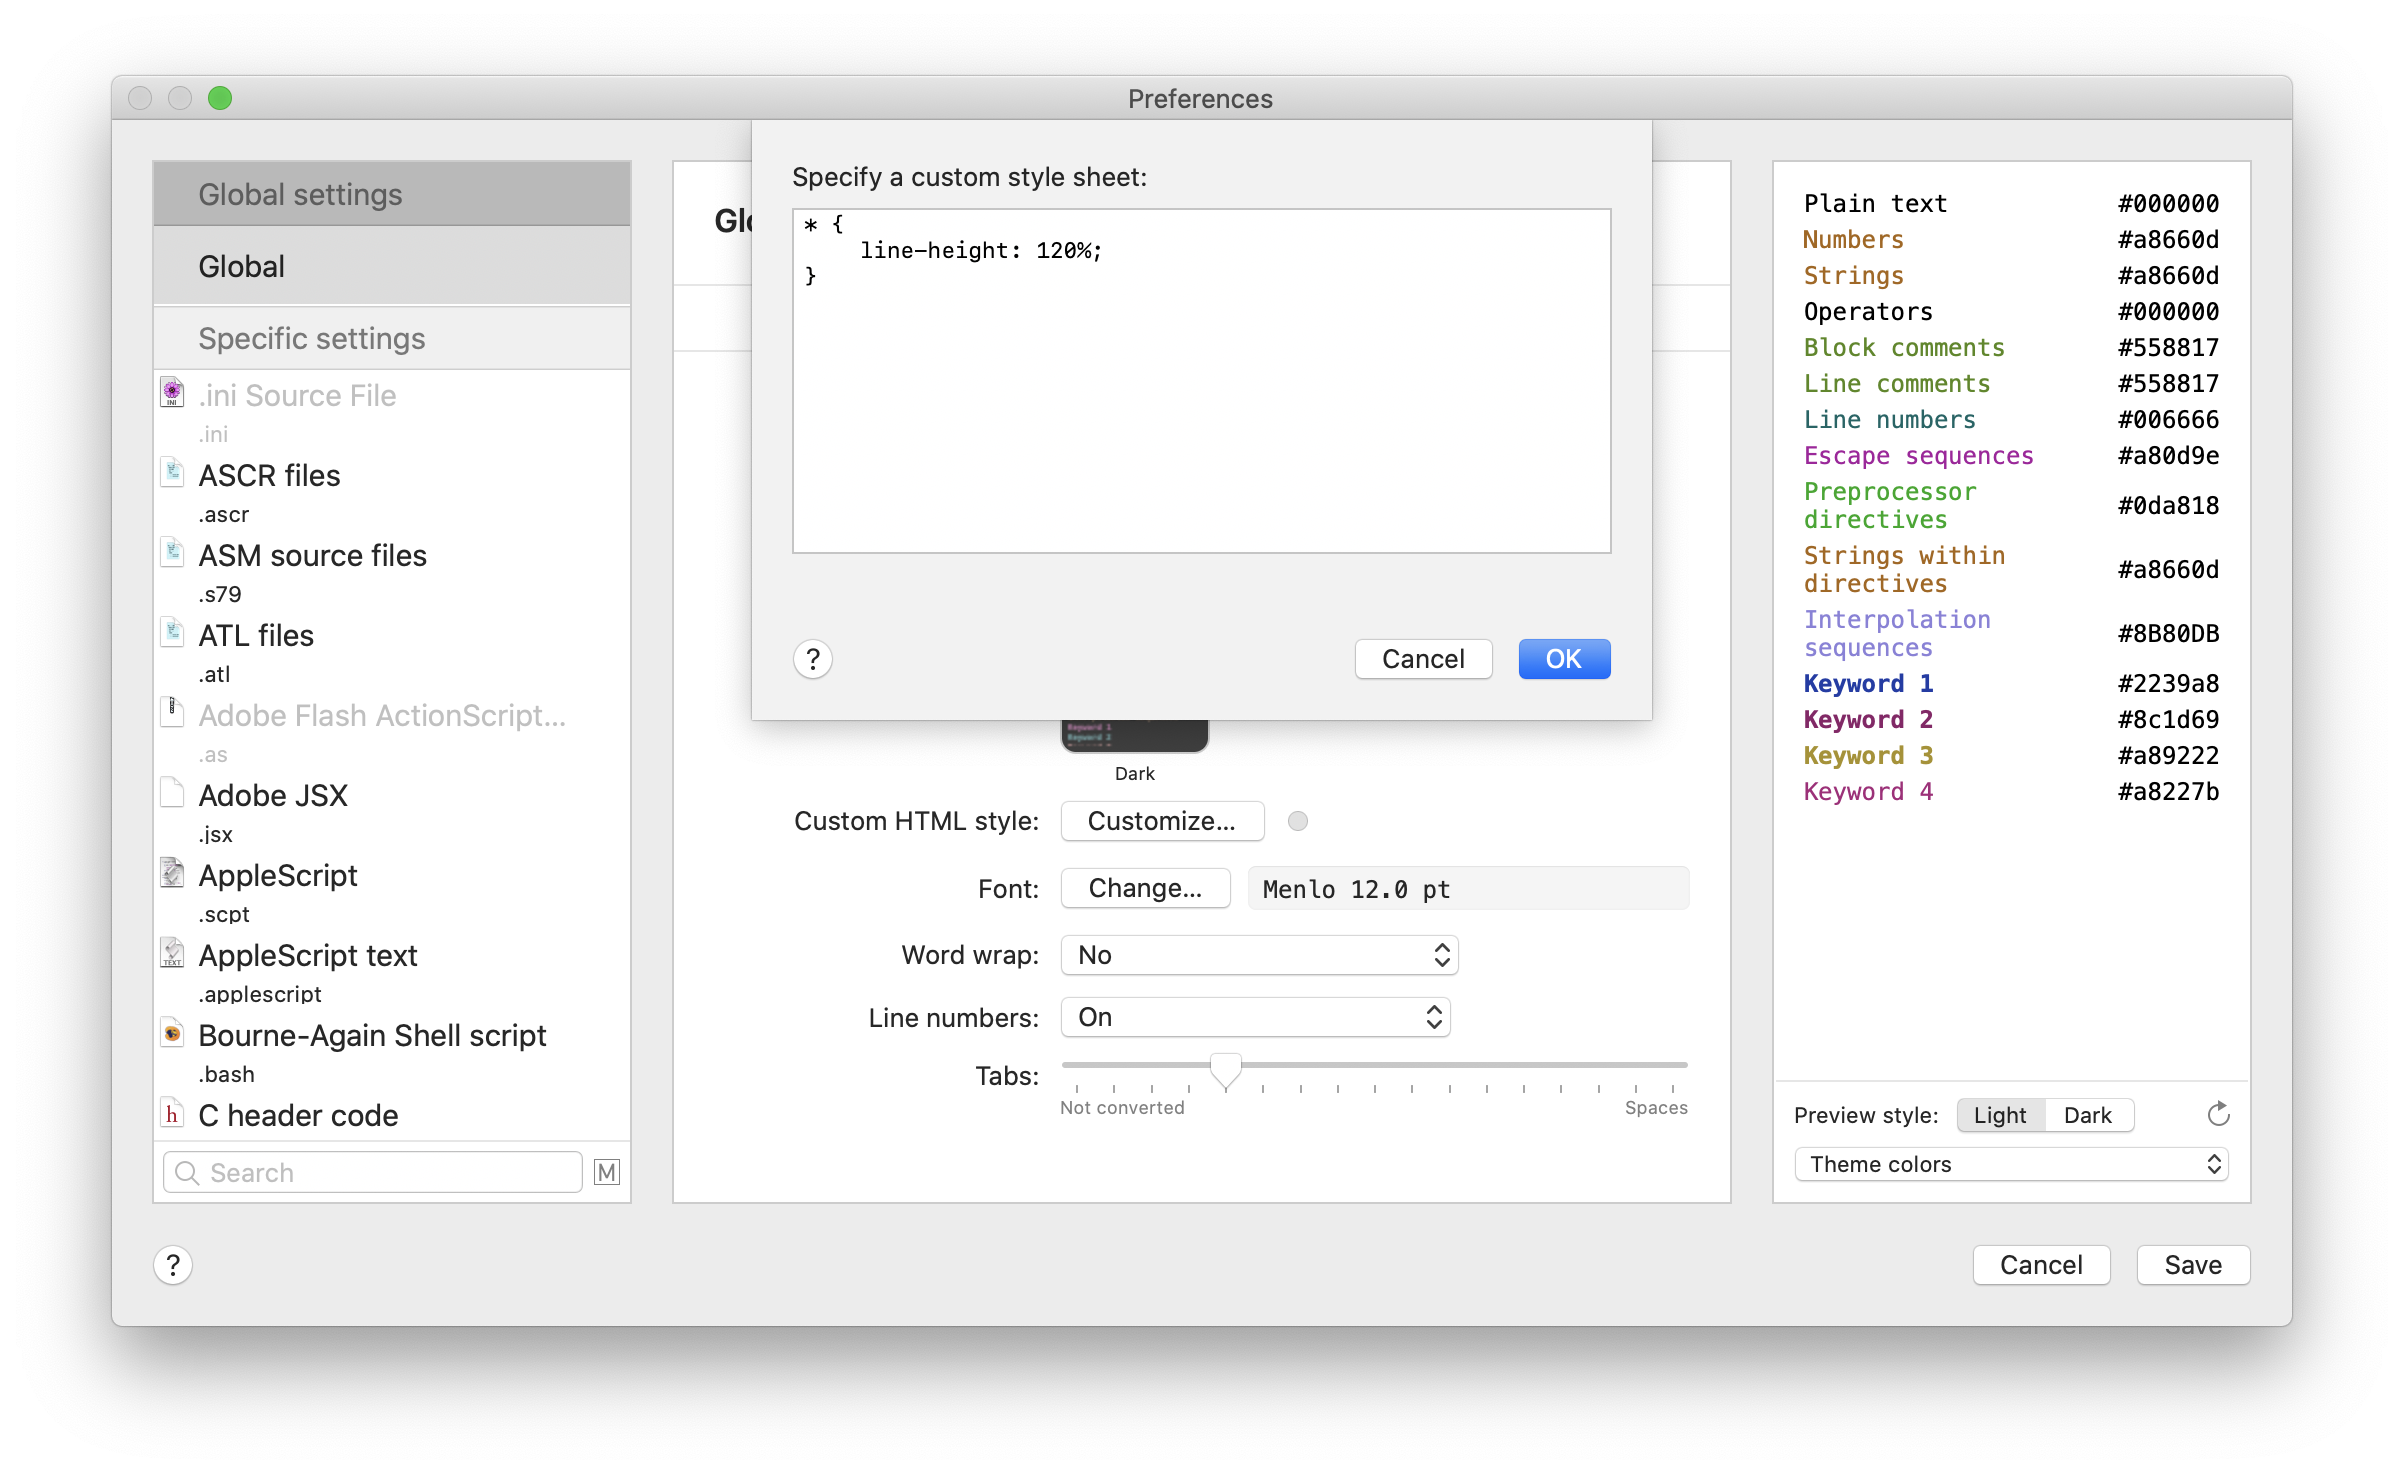 Preferences
Global settings
Global
Specific settings
.ini Source File
.ini
ASCR files
.ascr
ASM source files
.s79
ATL files
.atl
Adobe Flash ActionScript...
.as
Adobe JSX
.jsx
AppleScript
.scpt
AppleScript text
.applescript
Bourne-Again Shell script
.bash
C header code
Search
M
Glo
Specify a custom style sheet:
* {
    line-height: 120%;
}
?
Cancel
OK
Keyword 1
Keyword 2
Dark
Custom HTML style: Customize...
Font: Change... Menlo 12.0 pt
Word wrap: No
Line numbers: On
Tabs:
Not converted Spaces
Plain text #000000
Numbers #a8660d
Strings #a8660d
Operators #000000
Block comments #558817
Line comments #558817
Line numbers #006666
Escape sequences #a80d9e
Preprocessor
directives #0da818
Strings within
directives #a8660d
Interpolation
sequences #8B80DB
Keyword 1 #2239a8
Keyword 2 #8c1d69
Keyword 3 #a89222
Keyword 4 #a8227b
Preview style: Light Dark
Theme colors
?
Cancel
Save